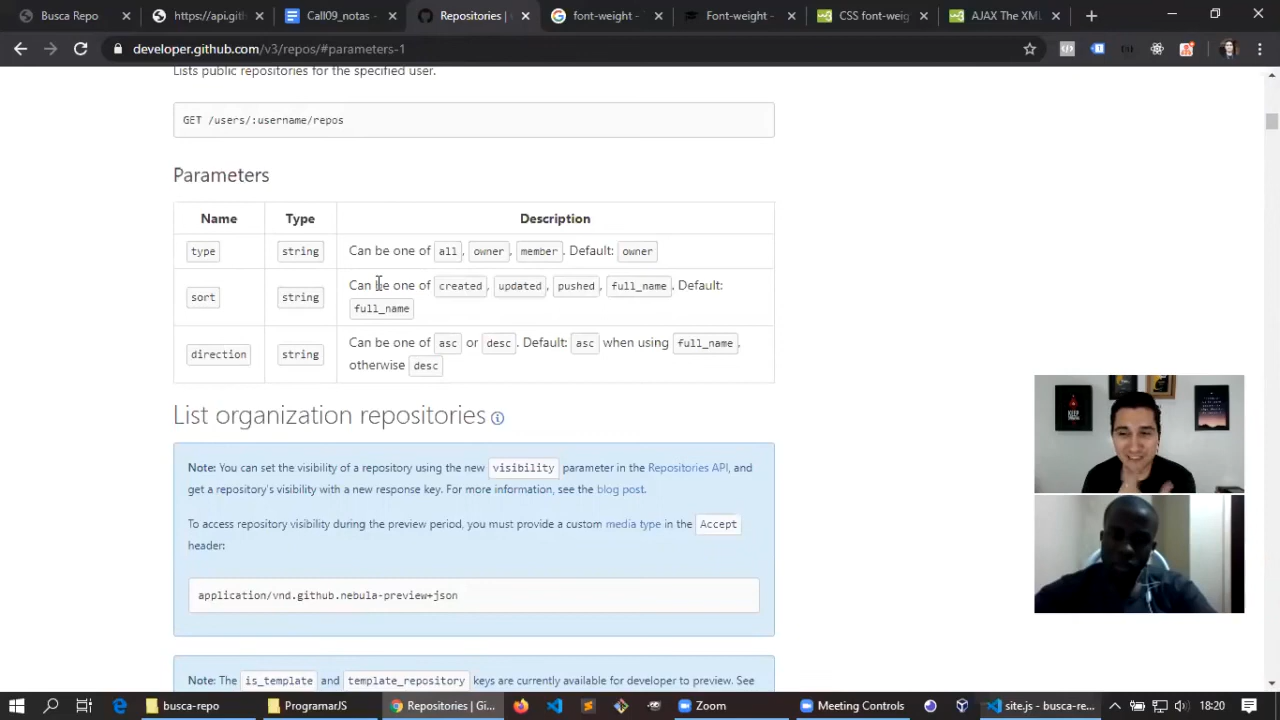 Busca Repo
https://api.gith
Call09_notas -
Repositories |
font-weight -
Font-weight –
CSS font-weig
AJAX The XML
developer.github.com/v3/repos/#parameters-1
Lists public repositories for the specified user.
GET /users/:username/repos
Parameters
Name Type Description
type string Can be one of all, owner, member. Default: owner
sort string Can be one of created, updated, pushed, full_name. Default:
full_name
direction string Can be one of asc or desc. Default: asc when using full_name,
otherwise desc
List organization repositories
Note: You can set the visibility of a repository using the new visibility parameter in the Repositories API, and
get a repository's visibility with a new response key. For more information, see the blog post.
To access repository visibility during the preview period, you must provide a custom media type in the Accept
header:
application/vnd.github.nebula-preview+json
Note: The is_template and template_repository keys are currently available for developer to preview. See
KEEP
busca-repo
ProgramarJS
Repositories | Gi...
Zoom
Meeting Controls
site.js - busca-re...
18:20